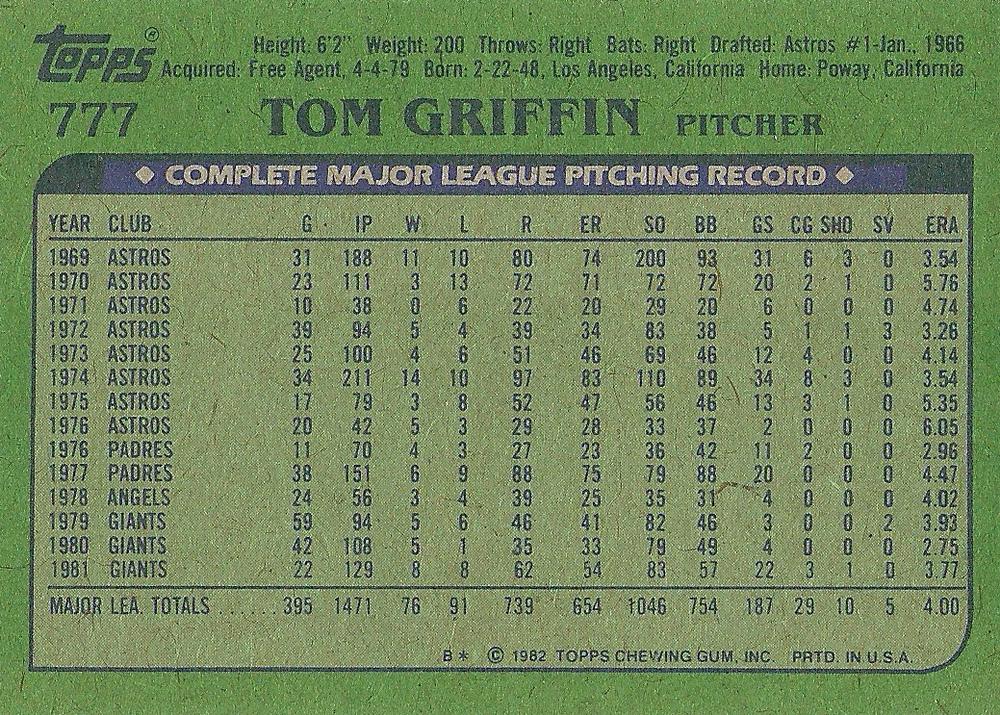 Topps® Height: 6'2" Weight: 200 Throws: Right Bats: Right Drafted: Astros #1-Jan., 1966
Acquired: Free Agent, 4-4-79 Born: 2-22-48, Los Angeles, California Home: Poway, California
777 TOM GRIFFIN PITCHER
◆ COMPLETE MAJOR LEAGUE PITCHING RECORD ◆
YEAR CLUB G IP W L R ER SO BB GS CG SHO SV ERA
1969 ASTROS 31 188 11 10 80 74 200 93 31 6 3 0 3.54
1970 ASTROS 23 111 3 13 72 71 72 72 20 2 1 0 5.76
1971 ASTROS 10 38 0 6 22 20 29 20 6 0 0 0 4.74
1972 ASTROS 39 94 5 4 39 34 83 38 5 1 1 3 3.26
1973 ASTROS 25 100 4 6 51 46 69 46 12 4 0 0 4.14
1974 ASTROS 34 211 14 10 97 83 110 89 34 8 3 0 3.54
1975 ASTROS 17 79 3 8 52 47 56 46 13 3 1 0 5.35
1976 ASTROS 20 42 5 3 29 28 33 37 2 0 0 0 6.05
1976 PADRES 11 70 4 3 27 23 36 42 11 2 0 0 2.96
1977 PADRES 38 151 6 9 88 75 79 88 20 0 0 0 4.47
1978 ANGELS 24 56 3 4 39 25 35 31 4 0 0 0 4.02
1979 GIANTS 59 94 5 6 46 41 82 46 3 0 0 2 3.93
1980 GIANTS 42 108 5 1 35 33 79 49 4 0 0 0 2.75
1981 GIANTS 22 129 8 8 62 54 83 57 22 3 1 0 3.77
MAJOR LEA. TOTALS ...... 395 1471 76 91 739 654 1046 754 187 29 10 5 4.00
B* © 1982 TOPPS CHEWING GUM, INC. PRTD. IN U.S.A.